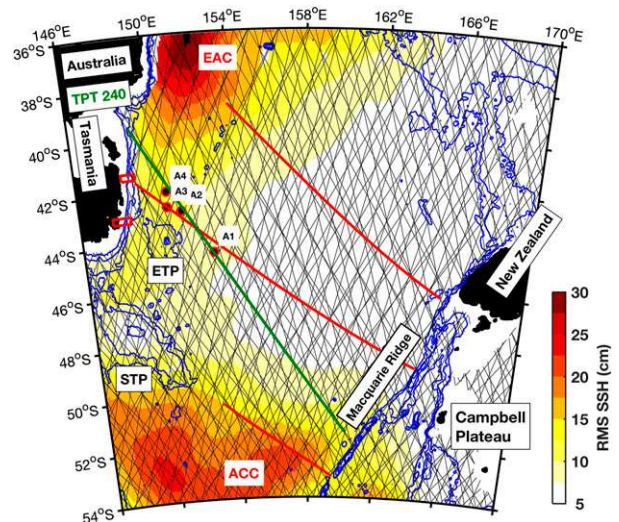 146°E
150°E
154°E
158°E
162°E
166°E
170°E
36°S
38°S
40°S
42°S
44°S
46°S
48°S
50°S
52°S
54°S
Australia
EAC
TPT 240
Tasmania
A4
A3
A2
A1
ETP
STP
ACC
New Zealand
Macquarie Ridge
Campbell
Plateau
30
25
20
15
10
5
RMS SSH (cm)